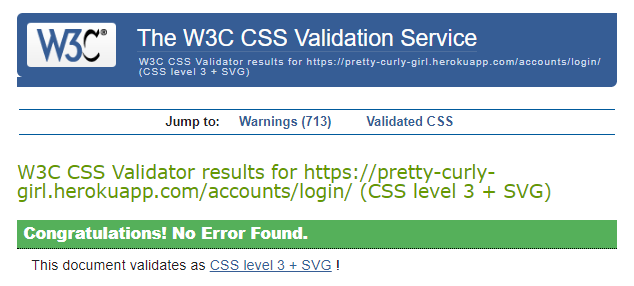 W3C® The W3C CSS Validation Service
W3C CSS Validator results for https://pretty-curly-girl.herokuapp.com/accounts/login/
(CSS level 3 + SVG)
Jump to: Warnings (713) Validated CSS
W3C CSS Validator results for https://pretty-curly-
girl.herokuapp.com/accounts/login/ (CSS level 3 + SVG)
Congratulations! No Error Found.
This document validates as CSS level 3 + SVG !